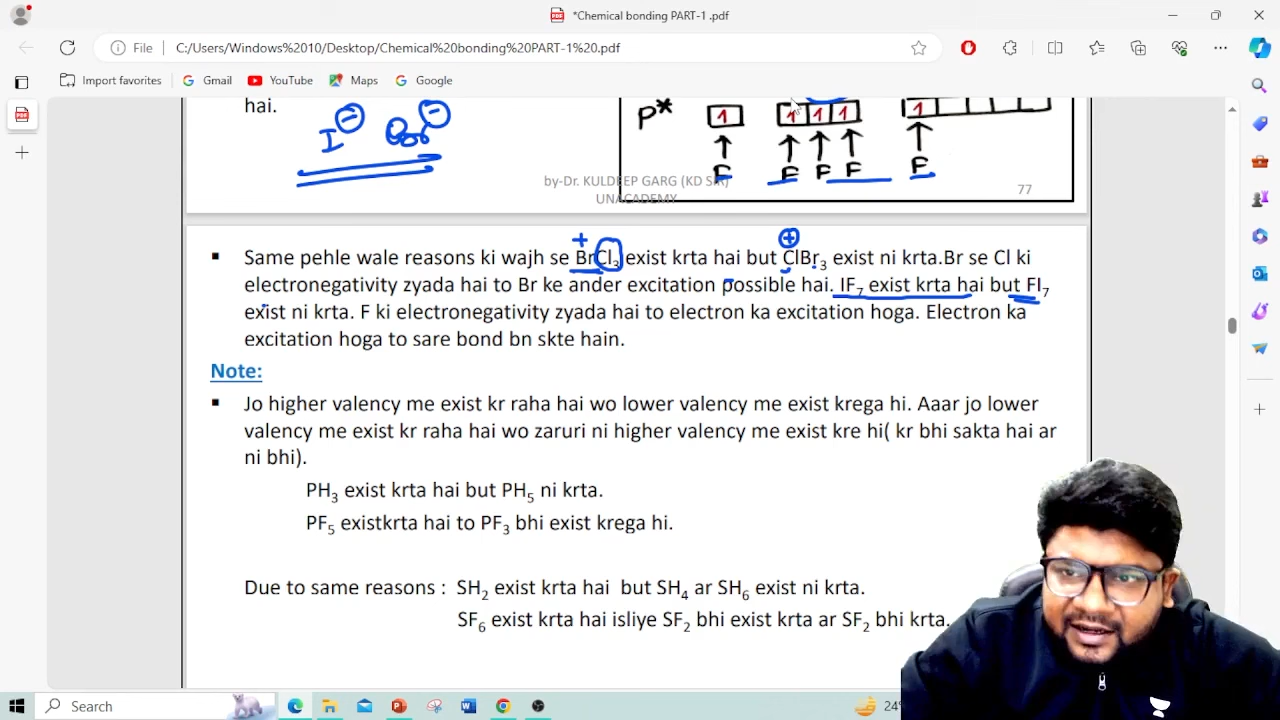 *Chemical bonding PART-1 .pdf
File | C:/Users/Windows%2010/Desktop/Chemical%20bonding%20PART-1%20.pdf
Import favorites Gmail YouTube Maps Google
hai.
I⊖ Br⊖
P* 1 1 1 1 1
F F F F F
by-Dr. KULDEEP GARG (KD SIR)
UNACADEMY
77
+ ⊕
▪ Same pehle wale reasons ki wajh se BrCl₃ exist krta hai but ClBr₃ exist ni krta.Br se Cl ki
electronegativity zyada hai to Br ke ander excitation possible hai. IF₇ exist krta hai but FI₇
exist ni krta. F ki electronegativity zyada hai to electron ka excitation hoga. Electron ka
excitation hoga to sare bond bn skte hain.
Note:
▪ Jo higher valency me exist kr raha hai wo lower valency me exist krega hi. Aaar jo lower
valency me exist kr raha hai wo zaruri ni higher valency me exist kre hi( kr bhi sakta hai ar
ni bhi).
PH₃ exist krta hai but PH₅ ni krta.
PF₅ existkrta hai to PF₃ bhi exist krega hi.
Due to same reasons : SH₂ exist krta hai but SH₄ ar SH₆ exist ni krta.
SF₆ exist krta hai isliye SF₂ bhi exist krta ar SF₂ bhi krta.
Search
24°